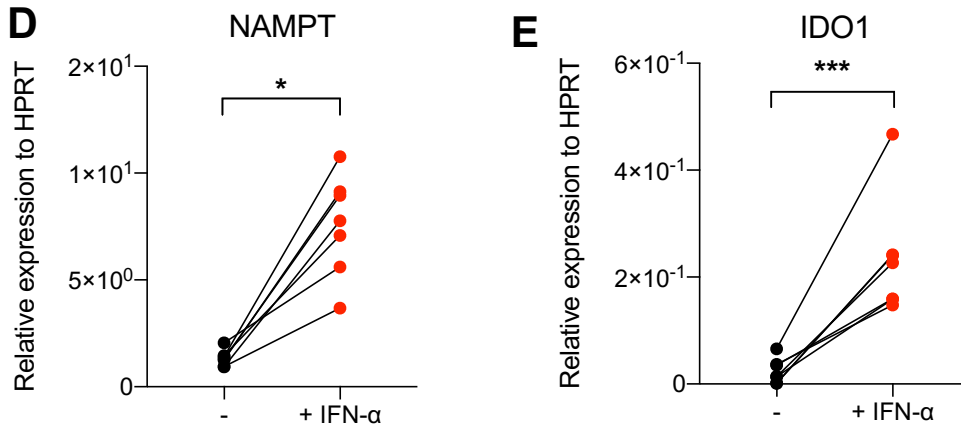 D
NAMPT
Relative expression to HPRT
2×10¹
1×10¹
5×10⁰
0
*
-
+ IFN-α
E
IDO1
Relative expression to HPRT
6×10⁻¹
4×10⁻¹
2×10⁻¹
0
***
-
+ IFN-α